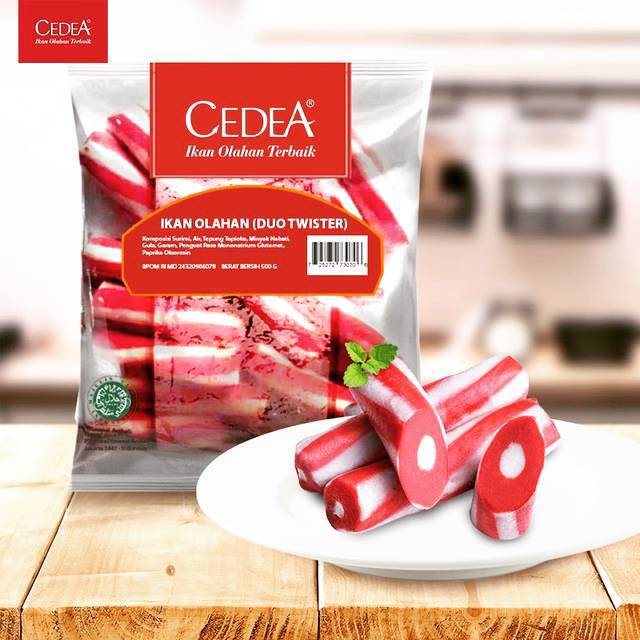 CEDEA
Ikan Olahan Terbaik
CEDEA®
Ikan Olahan Terbaik
IKAN OLAHAN (DUO TWISTER)
Komposisi: Surimi, Air, Tepung Tapioka, Minyak Nabati,
Gula, Garam, Penguat Rasa Mononatrium Glutamat,
Paprika Oleoresin
BPOM RI MD 24320906078 BERAT BERSIH 500 G